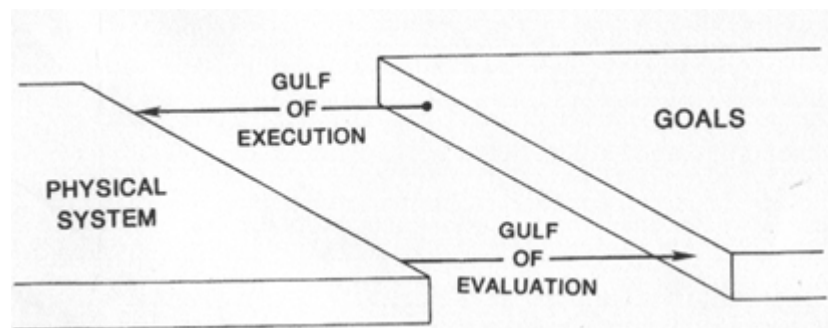 GULF
OF
EXECUTION
GOALS
PHYSICAL
SYSTEM
GULF
OF
EVALUATION